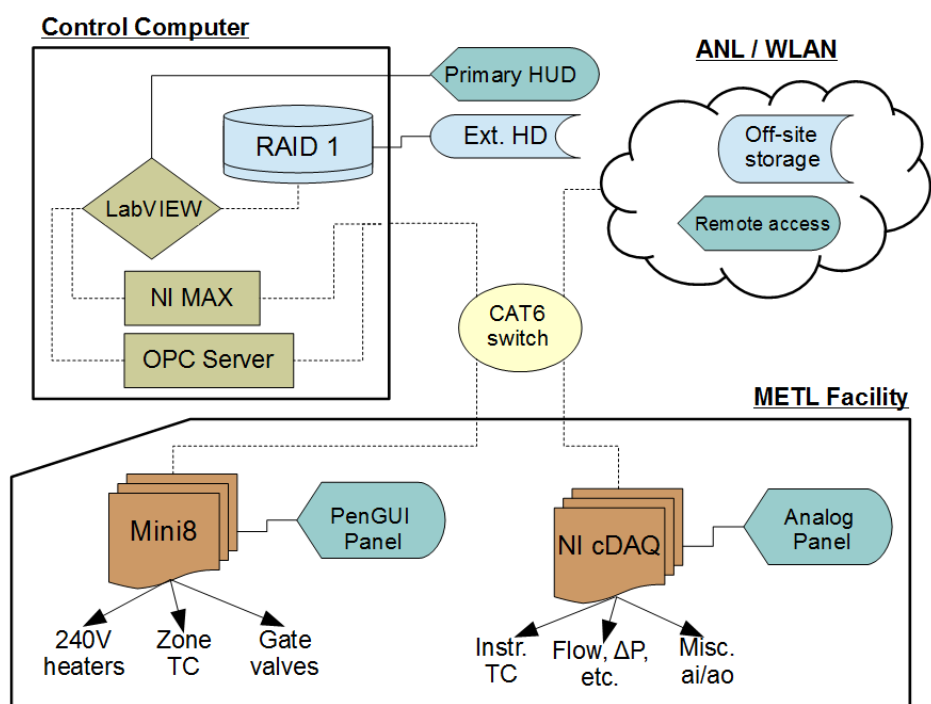 Control Computer
ANL / WLAN
Primary HUD
RAID 1
Ext. HD
Off-site
storage
LabVIEW
Remote access
NI MAX
OPC Server
CAT6
switch
METL Facility
Mini8
PenGUI
Panel
NI cDAQ
Analog
Panel
240V
heaters
Zone
TC
Gate
valves
Instr.
TC
Flow, ΔP,
etc.
Misc.
ai/ao